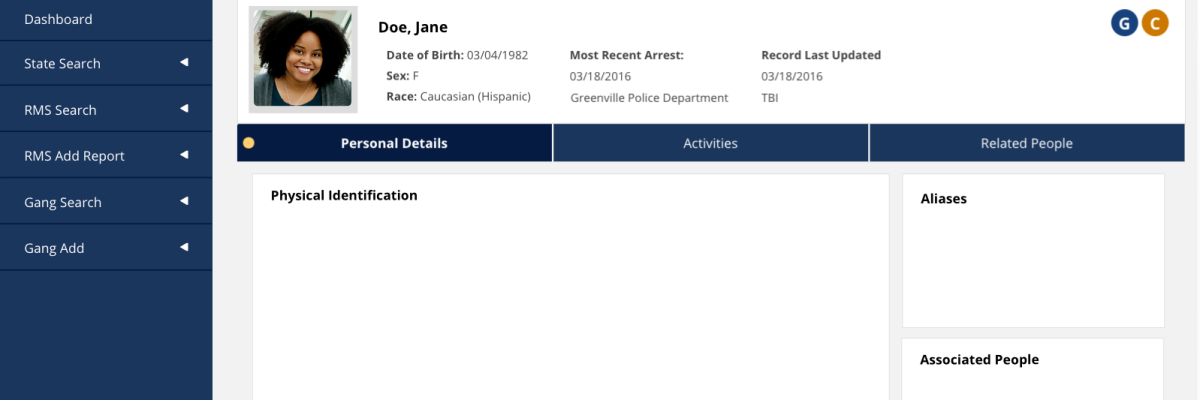 Dashboard
State Search
RMS Search
RMS Add Report
Gang Search
Gang Add
Doe, Jane
Date of Birth: 03/04/1982
Sex: F
Race: Caucasian (Hispanic)
Most Recent Arrest:
03/18/2016
Greenville Police Department
Record Last Updated
03/18/2016
TBI
G C
Personal Details
Activities
Related People
Physical Identification
Aliases
Associated People